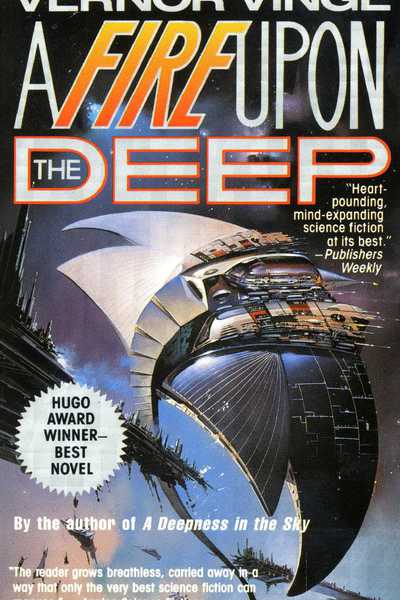 VERNOR VINGE
A FIRE UPON
THE DEEP
"Heart-
pounding,
mind-expanding
science fiction
at its best."
—Publishers
Weekly
HUGO
AWARD
WINNER—
BEST
NOVEL
By the author of A Deepness in the Sky
"The reader grows breathless, carried away in a
way that only the very best science fiction can